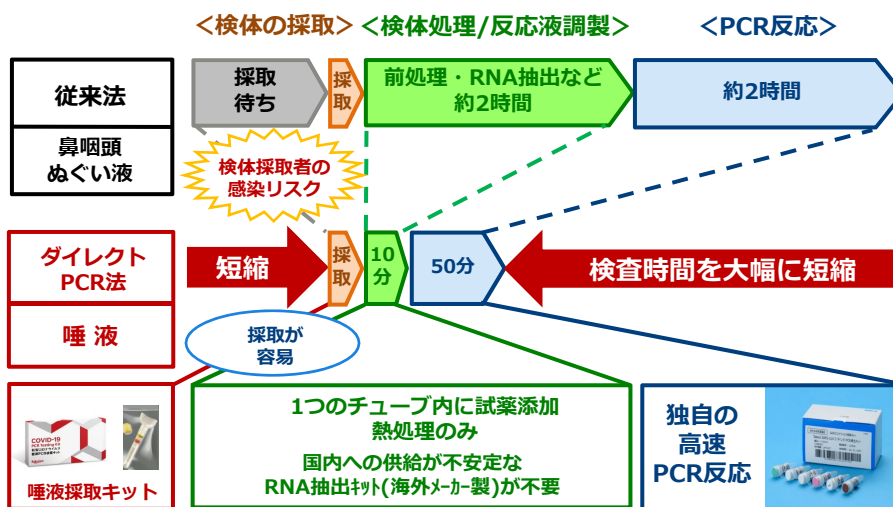 ＜検体の採取＞
＜検体処理/反応液調製＞
＜PCR反応＞
従来法
鼻咽頭
ぬぐい液
採取
待ち
採
取
前処理・RNA抽出など
約2時間
約2時間
検体採取者の
感染リスク
ダイレクト
PCR法
唾 液
短縮
採
取
10
分
50分
検査時間を大幅に短縮
採取が
容易
COVID-19
PCR Testing Kit
唾液採取キット
1つのチューブ内に試薬添加
熱処理のみ
国内への供給が不安定な
RNA抽出ｷｯﾄ(海外ﾒｰｶｰ製)が不要
独自の
高速
PCR反応